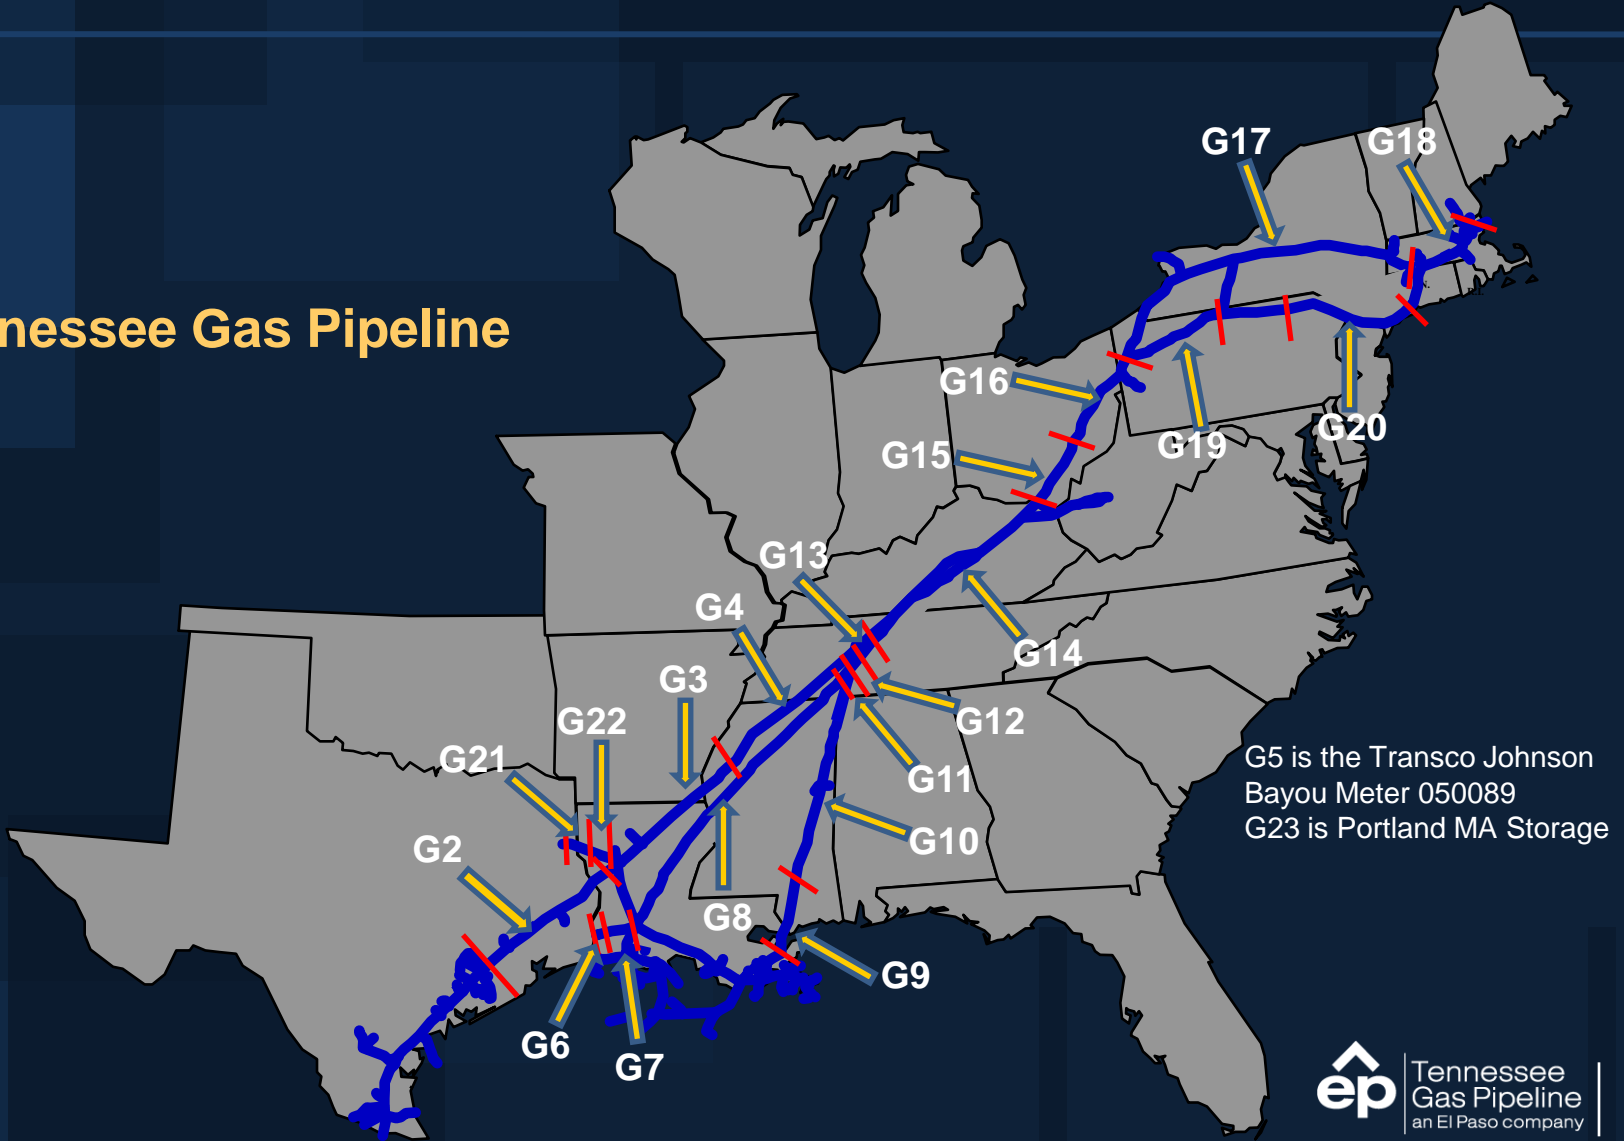 G17
G18
N.
R.I.
nnessee Gas Pipeline
G16
G20
G19
G15
G13
G4
G14
G3
G22
G12
G21
G11
G5 is the Transco Johnson
Bayou Meter 050089
G23 is Portland MA Storage
G10
G2
G8
G9
G6
G7
ep
Tennessee
Gas Pipeline
an El Paso company